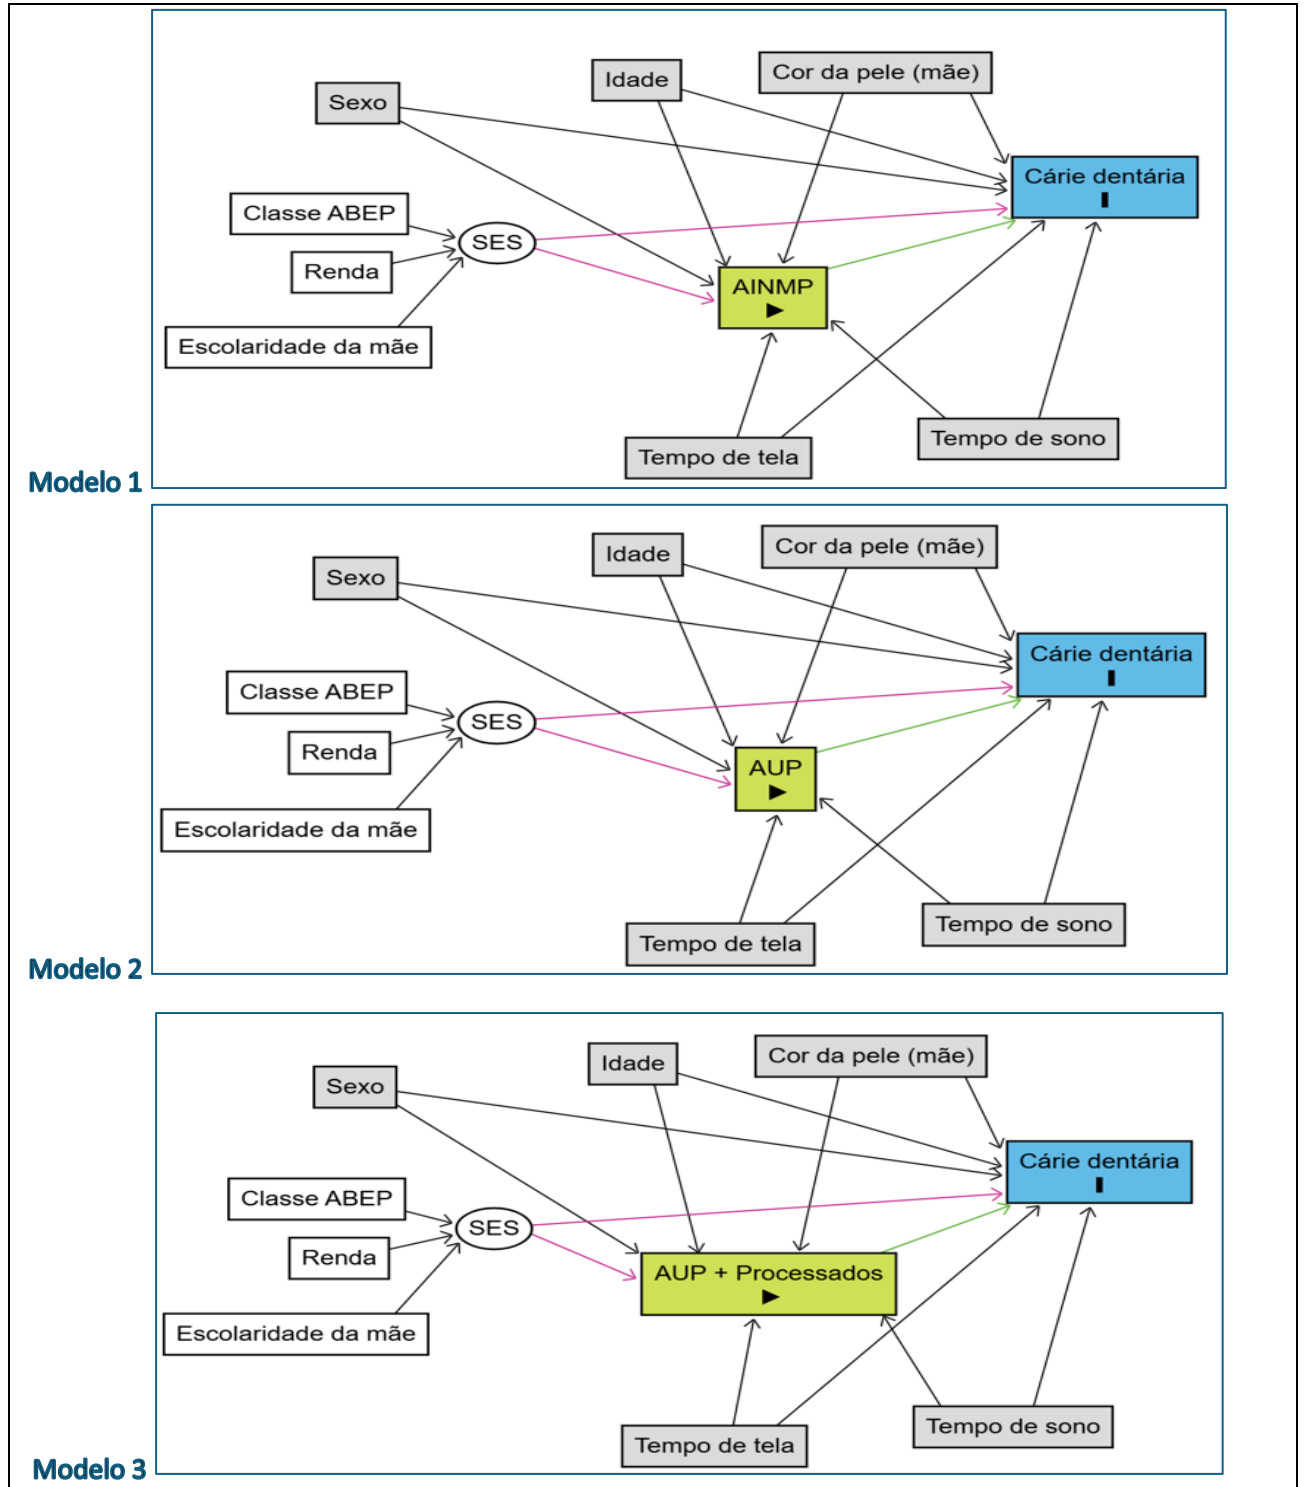 Idade
Cor da pele (mãe)
Sexo
Cárie dentária
Classe ABEP
SES
Renda
AINMP
Escolaridade da mãe
Tempo de sono
Tempo de tela
Modelo 1
Cor da pele (mãe)
Idade
Sexo
Cárie dentária
Classe ABEP
SES
Renda
AUP
Escolaridade da mãe
Tempo de sono
Tempo de tela
Modelo 2
Cor da pele (mãe)
Idade
Sexo
Cárie dentária
Classe ABEP
SES
Renda
AUP + Processados
Escolaridade da mãe
Tempo de sono
Tempo de tela
Modelo 3